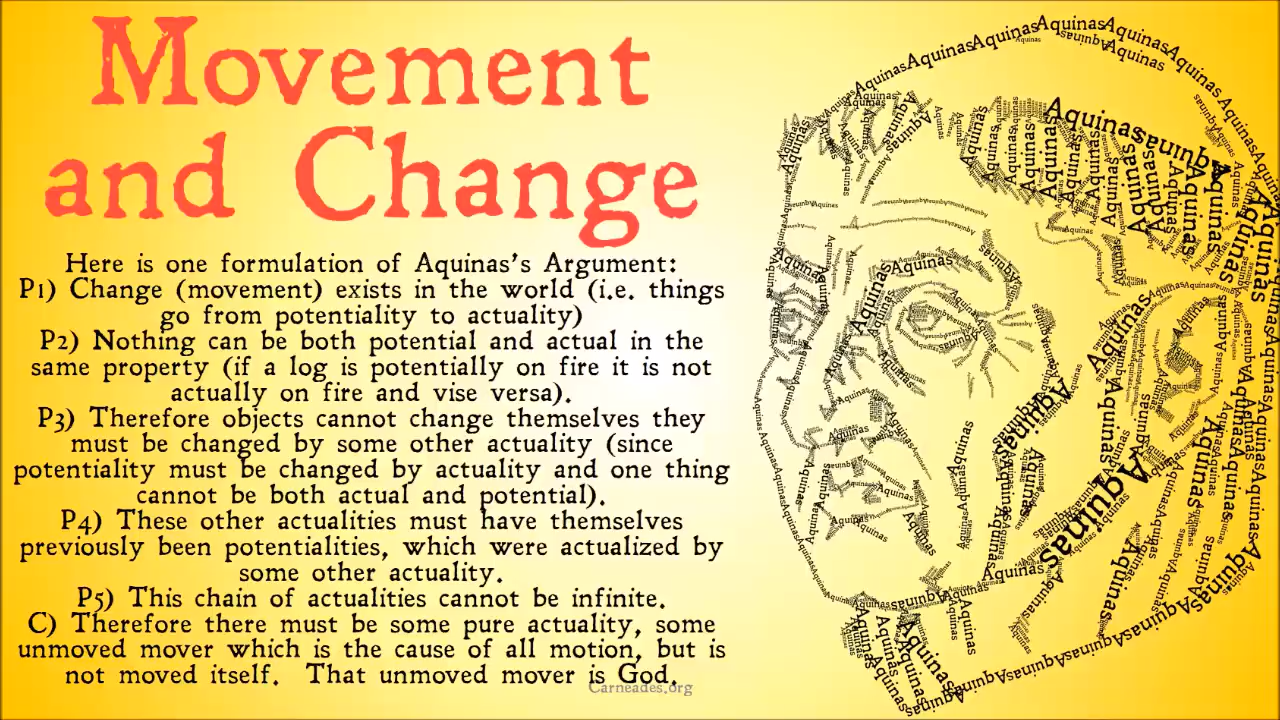 Movement
and Change
Here is one formulation of Aquinas's Argument:
P1) Change (movement) exists in the world (i.e. things
go from potentiality to actuality)
P2) Nothing can be both potential and actual in the
same property (if a log is potentially on fire it is not
actually on fire and vise versa).
P3) Therefore objects cannot change themselves they
must be changed by some other actuality (since
potentiality must be changed by actuality and one thing
cannot be both actual and potential).
P4) These other actualities must have themselves
previously been potentialities, which were actualized by
some other actuality.
P5) This chain of actualities cannot be infinite.
C) Therefore there must be some pure actuality, some
unmoved mover which is the cause of all motion, but is
not moved itself. That unmoved mover is God.
Carneades.org
Aquinas